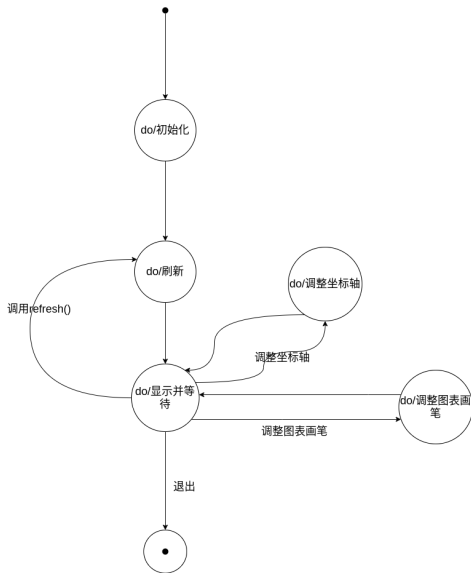 do/初始化
do/刷新
do/调整坐标轴
调用refresh()
调整坐标轴
do/显示并等
待
do/调整图表画
笔
调整图表画笔
退出